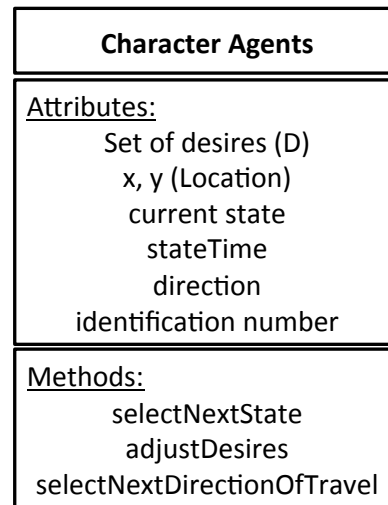 Character Agents
Attributes:
Set of desires (D)
x, y (Location)
current state
stateTime
direction
identification number
Methods:
selectNextState
adjustDesires
selectNextDirectionOfTravel